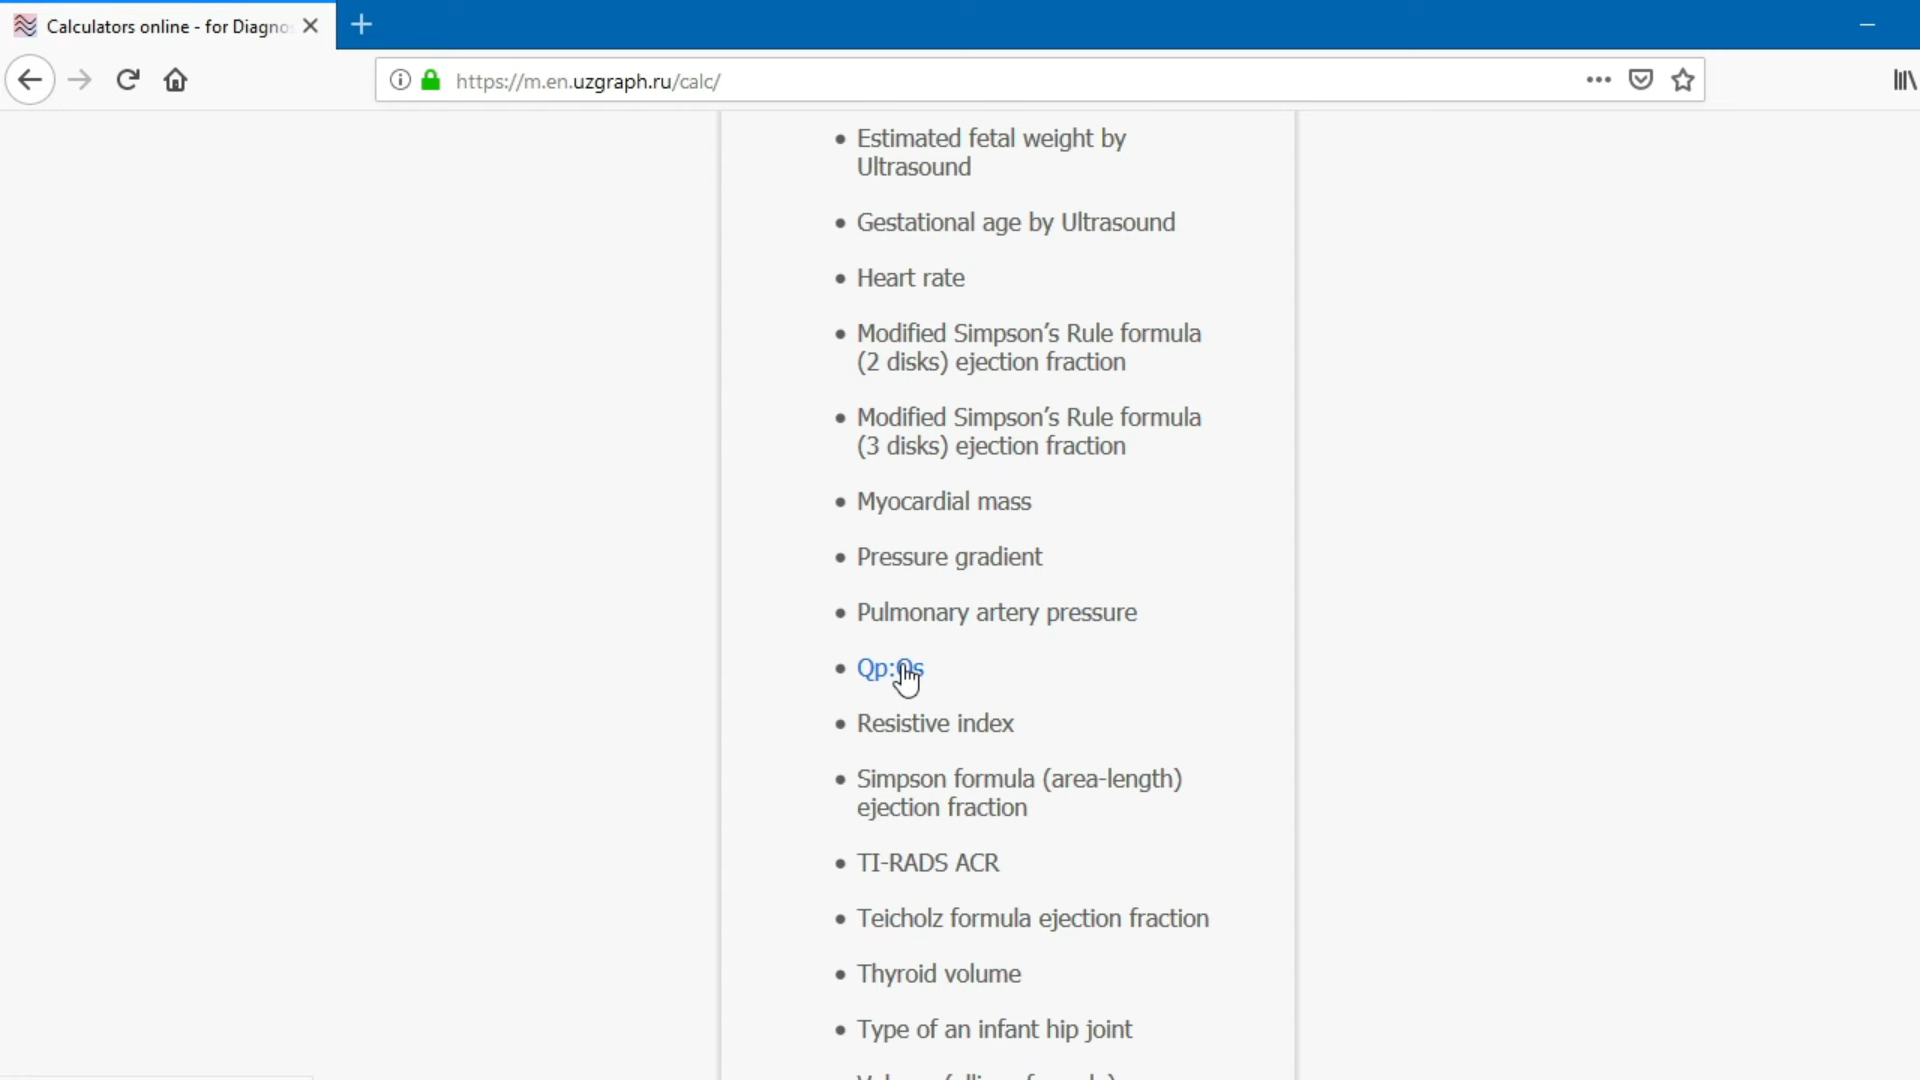 Calculators online - for Diagno
https://m.en.uzgraph.ru/calc/
• Estimated fetal weight by
Ultrasound
• Gestational age by Ultrasound
• Heart rate
• Modified Simpson’s Rule formula
(2 disks) ejection fraction
• Modified Simpson’s Rule formula
(3 disks) ejection fraction
• Myocardial mass
• Pressure gradient
• Pulmonary artery pressure
• Qp:Qs
• Resistive index
• Simpson formula (area-length)
ejection fraction
• TI-RADS ACR
• Teicholz formula ejection fraction
• Thyroid volume
• Type of an infant hip joint